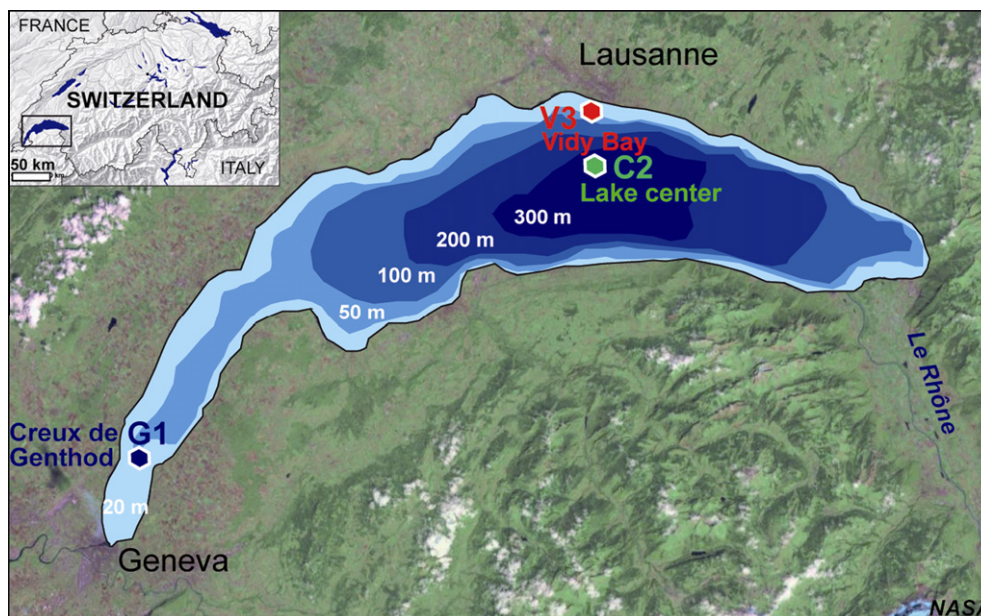 FRANCE
SWITZERLAND
50 km
ITALY
Lausanne
V3
Vidy Bay
C2
Lake center
300 m
200 m
100 m
50 m
Le Rhône
Creux de G1
Genthod
20 m
Geneva
NASA